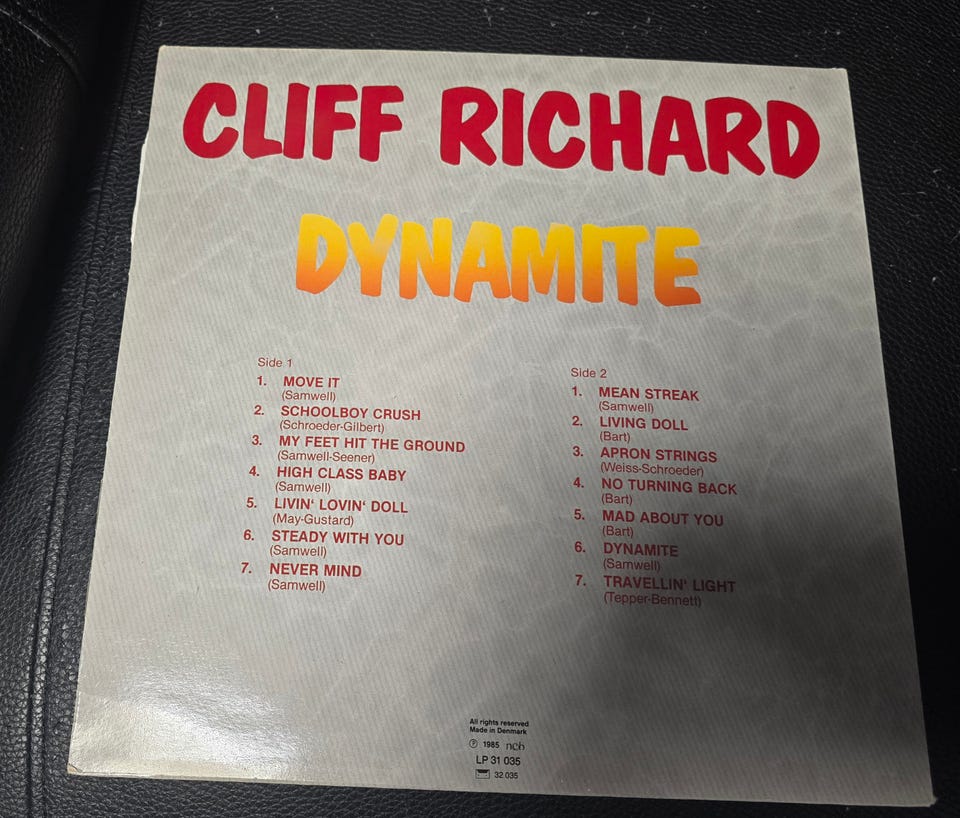 CLIFF RICHARD
DYNAMITE
Side 1
1. MOVE IT
(Samwell)
2. SCHOOLBOY CRUSH
(Schroeder-Gilbert)
3. MY FEET HIT THE GROUND
(Samwell-Seener)
4. HIGH CLASS BABY
(Samwell)
5. LIVIN‘ LOVIN‘ DOLL
(May-Gustard)
6. STEADY WITH YOU
(Samwell)
7. NEVER MIND
(Samwell)
Side 2
1. MEAN STREAK
(Samwell)
2. LIVING DOLL
(Bart)
3. APRON STRINGS
(Weiss-Schroeder)
4. NO TURNING BACK
(Bart)
5. MAD ABOUT YOU
(Bart)
6. DYNAMITE
(Samwell)
7. TRAVELLIN' LIGHT
(Tepper-Bennett)
All rights reserved
Made in Denmark
Ⓟ 1985 ncb
LP 31 035
32 035